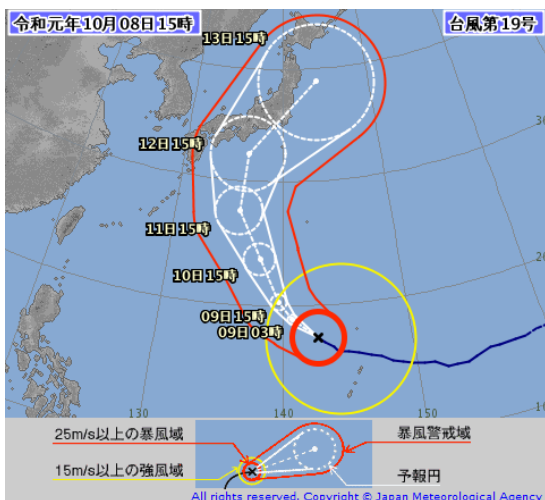 令和元年10月08日15時
台風第19号
13日15時
12日15時
11日15時
10日15時
09日15時
09日03時
30
20
130
140
150
160
25m/s以上の暴風域
暴風警戒域
15m/s以上の強風域
予報円
All rights reserved. Copyright © Japan Meteorological Agency